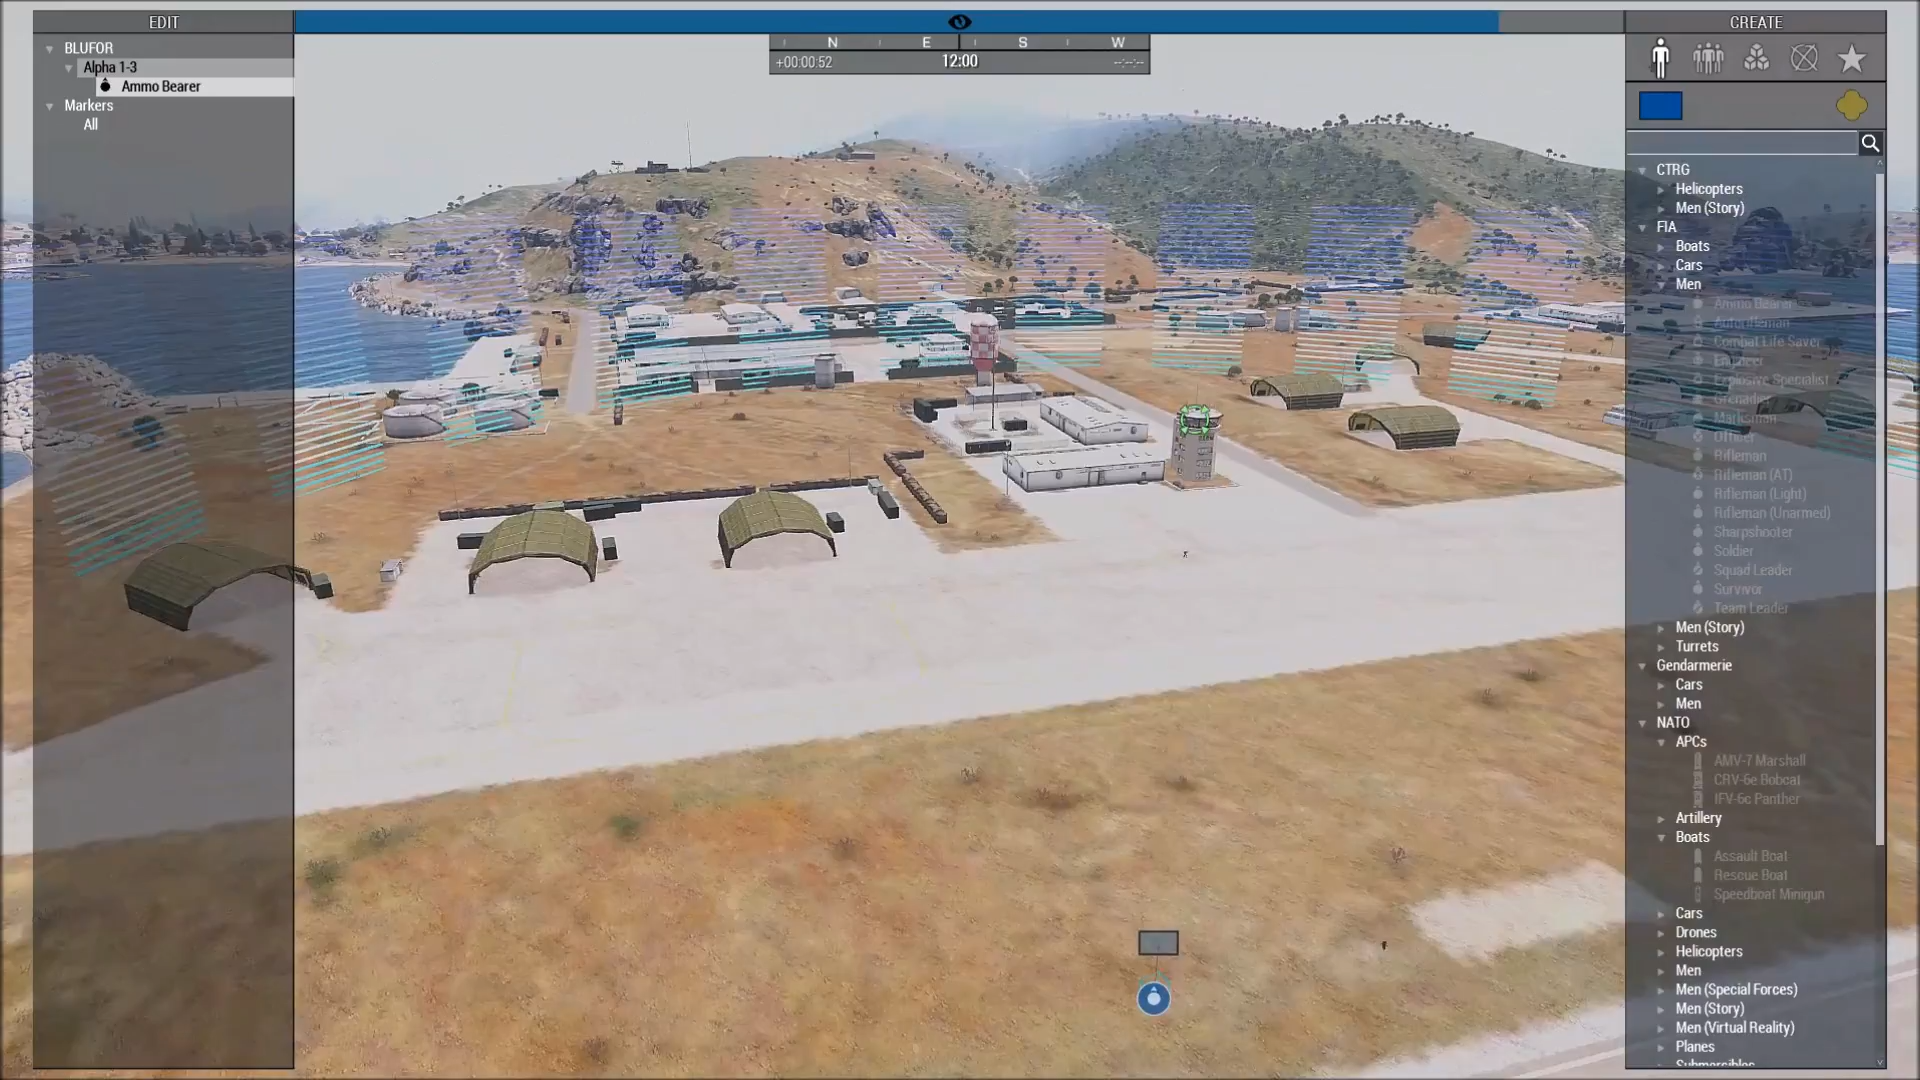 EDIT
BLUFOR
Alpha 1-3
Ammo Bearer
Markers
All
N E S W
+00:00:52 12:00 --:--:--
CREATE
CTRG
Helicopters
Men (Story)
FIA
Boats
Cars
Men
Ammo Bearer
Autorifleman
Combat Life Saver
Engineer
Explosive Specialist
Grenadier
Marksman
Officer
Rifleman
Rifleman (AT)
Rifleman (Light)
Rifleman (Unarmed)
Sharpshooter
Soldier
Squad Leader
Survivor
Team Leader
Men (Story)
Turrets
Gendarmerie
Cars
Men
NATO
APCs
AMV-7 Marshall
CRV-6e Bobcat
IFV-6c Panther
Artillery
Boats
Assault Boat
Rescue Boat
Speedboat Minigun
Cars
Drones
Helicopters
Men
Men (Special Forces)
Men (Story)
Men (Virtual Reality)
Planes
Submersibles